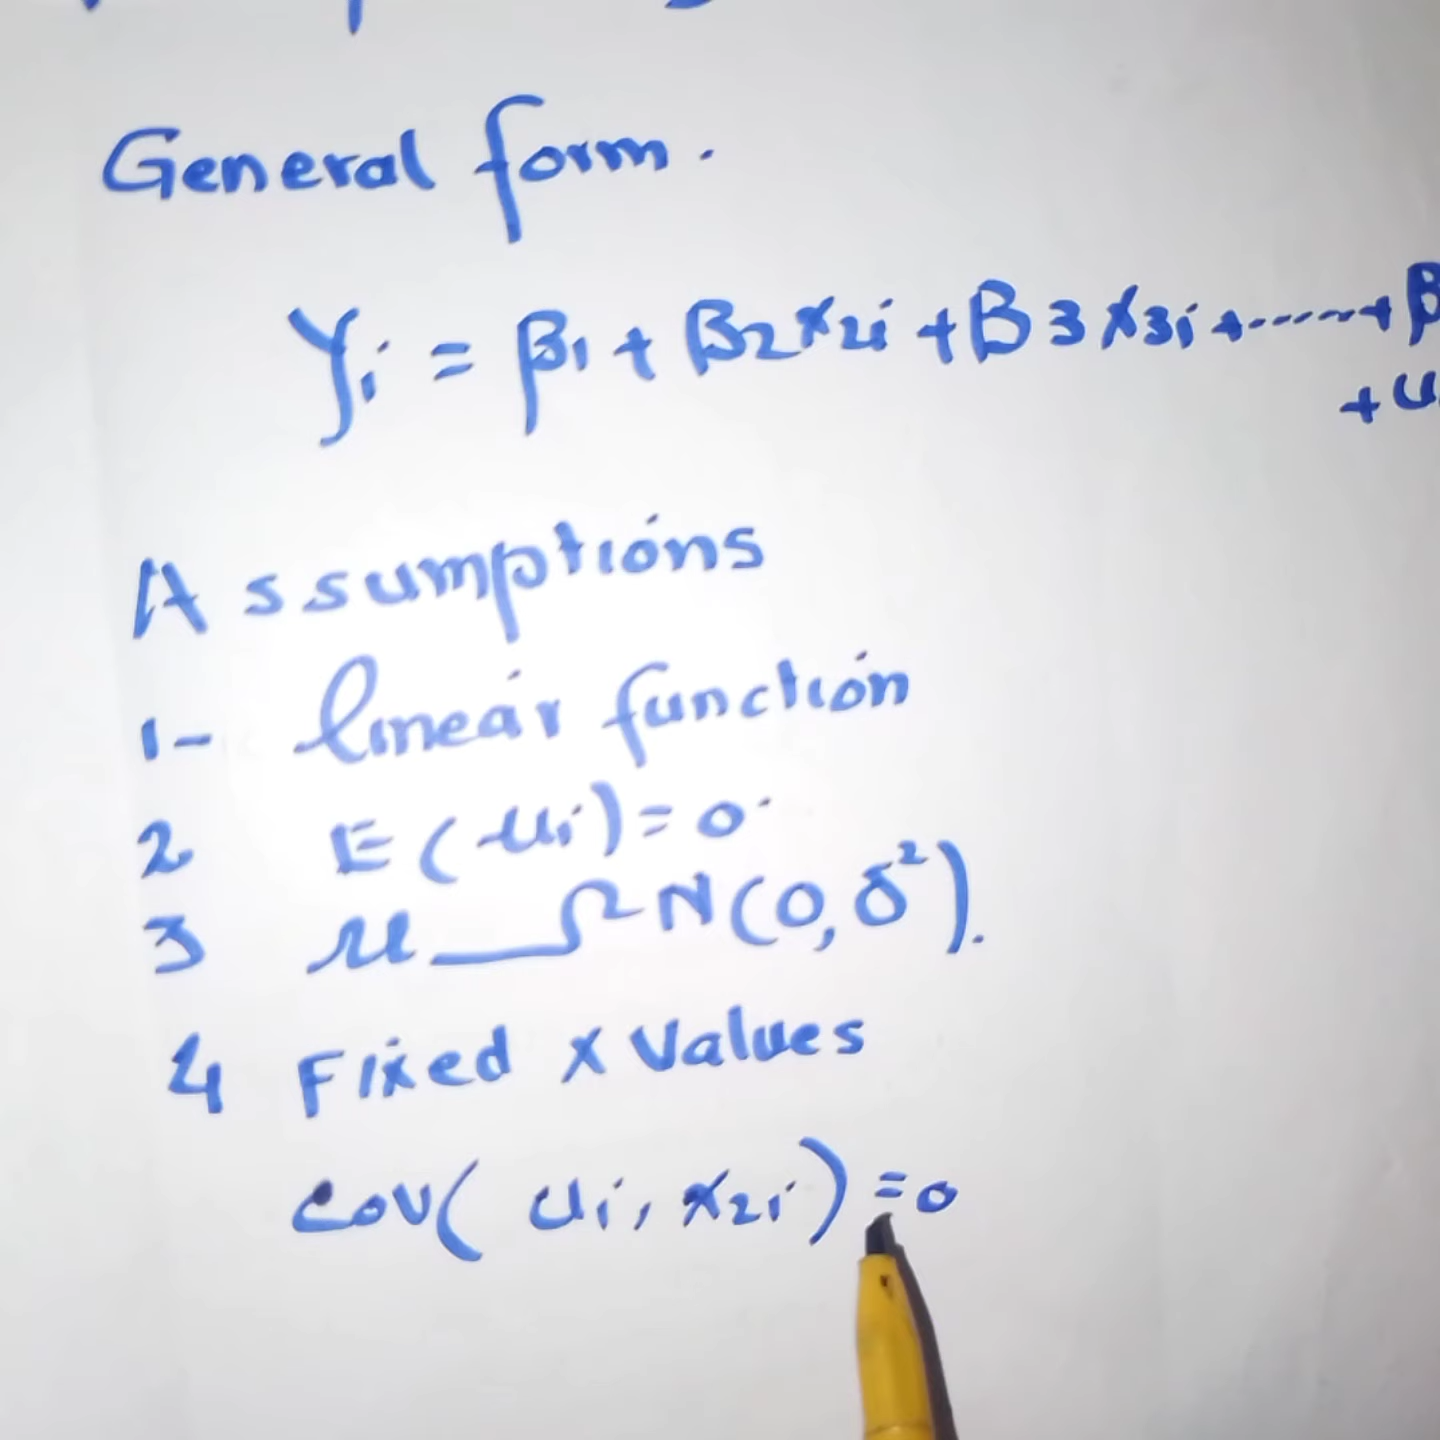 General form.
Yi = β1 + β2x2i + β3x3i + ...... + β
+ u
Assumptions
1- linear function
2 E(ui) = 0
3 u N(0, δ²).
4 Fixed x values
cov(ui, x2i) = 0